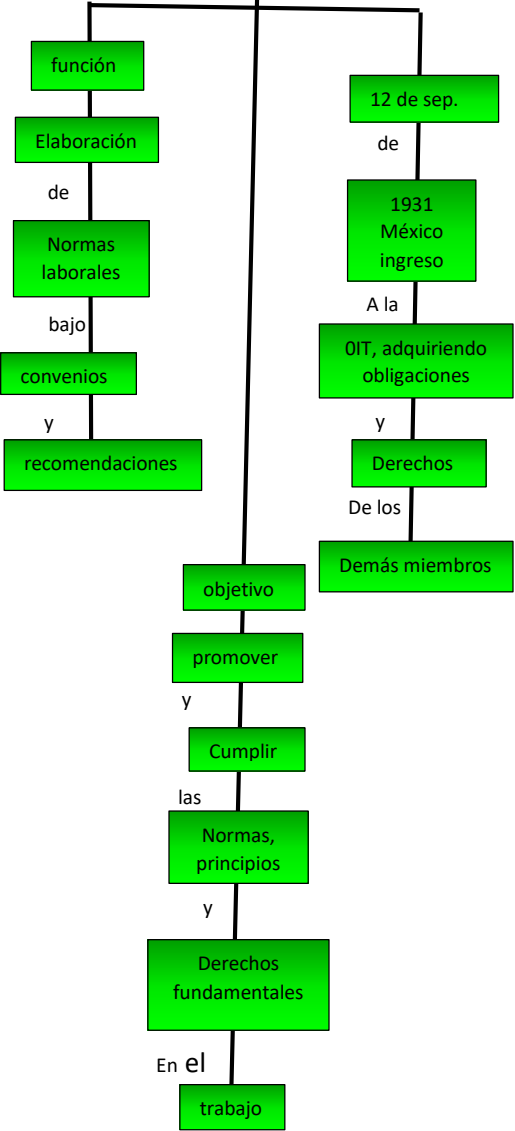 función
Elaboración
de
Normas
laborales
bajo
convenios
y
recomendaciones
objetivo
promover
y
Cumplir
las
Normas,
principios
y
Derechos
fundamentales
En el
trabajo
12 de sep.
de
1931
México
ingreso
A la
0IT, adquiriendo
obligaciones
y
Derechos
De los
Demás miembros